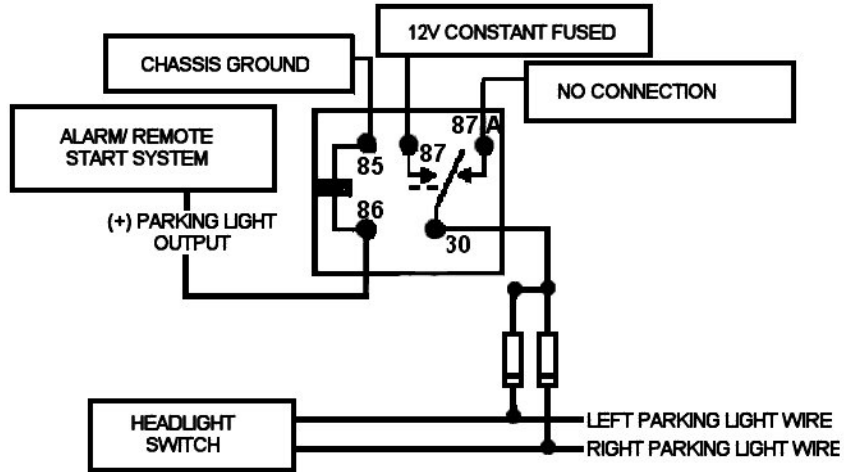 12V CONSTANT FUSED
CHASSIS GROUND
NO CONNECTION
ALARM/ REMOTE
START SYSTEM
87 A
87
85
86
(+) PARKING LIGHT
OUTPUT
30
HEADLIGHT
SWITCH
LEFT PARKING LIGHT WIRE
RIGHT PARKING LIGHT WIRE